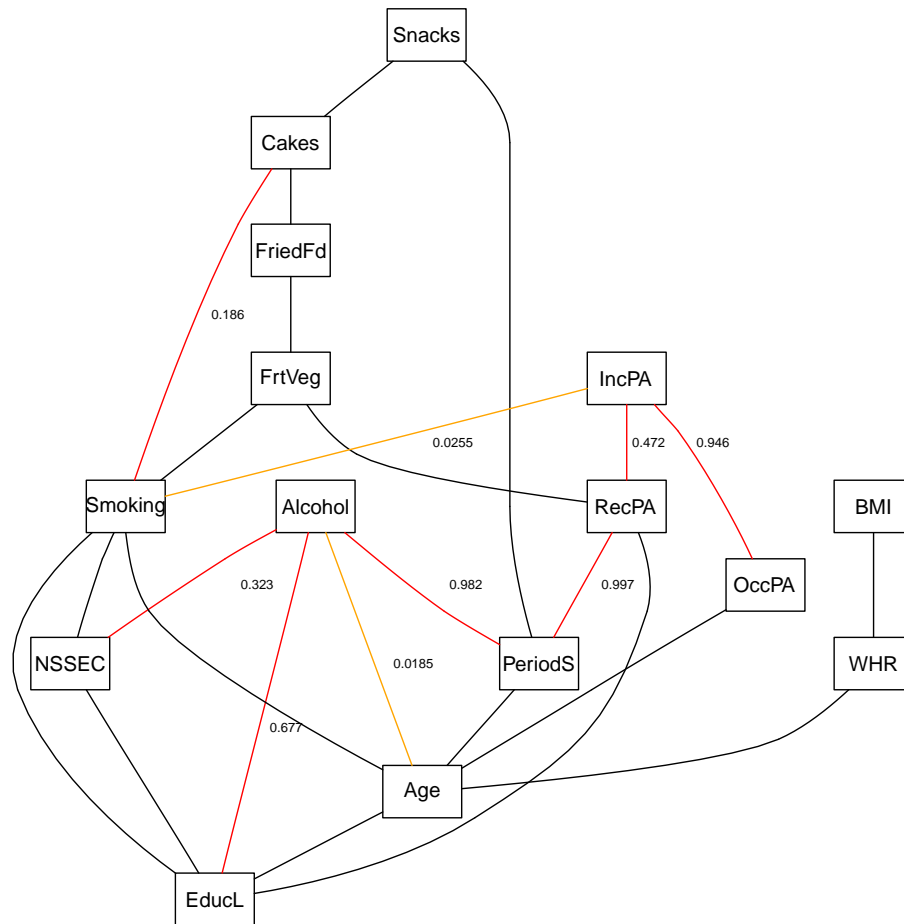 Snacks
Cakes
FriedFd
0.186
FrtVeg
IncPA
0.0255
0.472
0.946
Smoking
Alcohol
RecPA
BMI
0.323
0.982
0.997
OccPA
NSSEC
0.0185
PeriodS
WHR
0.677
Age
EducL